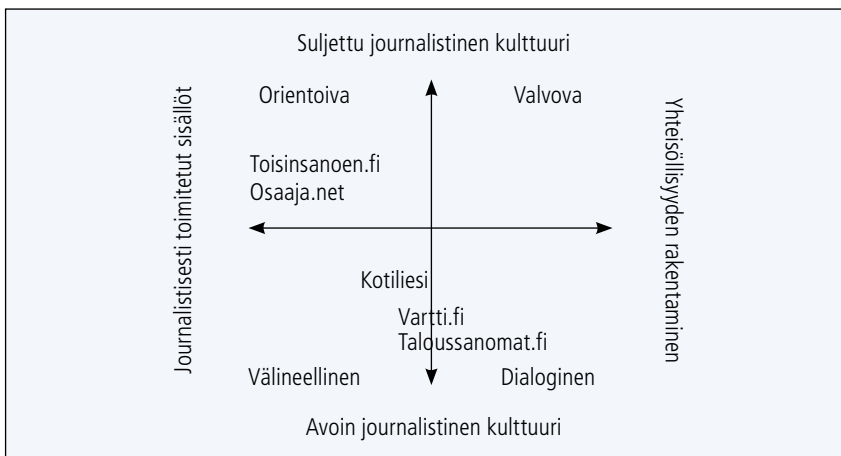 Suljettu journalistinen kulttuuri
Orientoiva
Valvova
Journalistisesti toimitetut sisällöt
Yhteisöllisyyden rakentaminen
Toisinsanoen.fi
Osaaja.net
Kotiliesi
Vartti.fi
Taloussanomat.fi
Välineellinen
Dialoginen
Avoin journalistinen kulttuuri